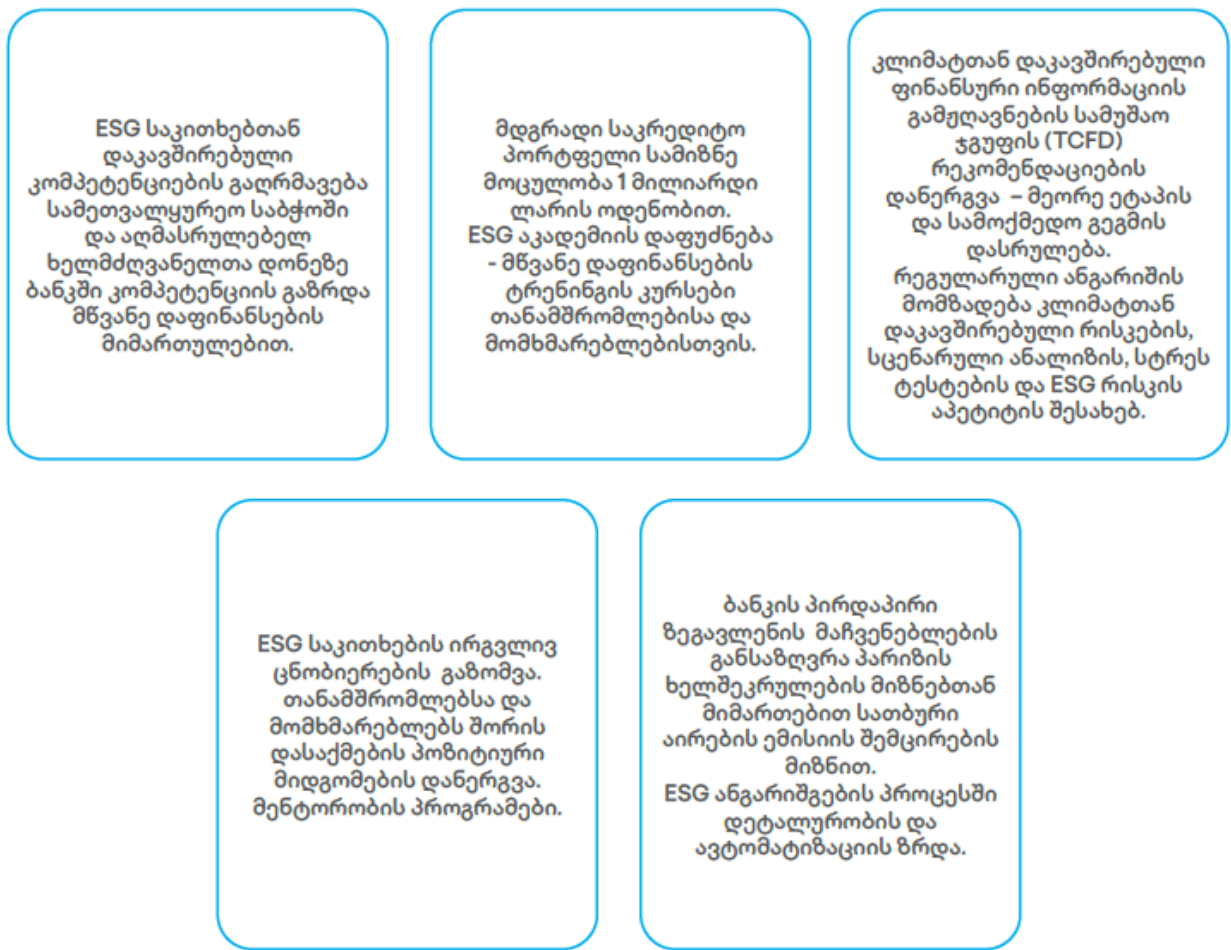 ESG საკითხებთან
დაკავშირებული
კომპეტენციების გაღრმავება
სამეთვალყურეო საბჭოში
და აღმასრულებელ
ხელმძღვანელთა დონეზე
ბანკში კომპეტენციის გაზრდა
მწვანე დაფინანსების
მიმართულებით.
მდგრადი საკრედიტო
პორტფელი სამიზნე
მოცულობა 1 მილიარდი
ლარის ოდენობით.
ESG აკადემიის დაფუძნება
- მწვანე დაფინანსების
ტრენინგის კურსები
თანამშრომლებისა და
მომხმარებლებისთვის.
კლიმატთან დაკავშირებული
ფინანსური ინფორმაციის
გამჟღავნების სამუშაო
ჯგუფის (TCFD)
რეკომენდაციების
დანერგვა – მეორე ეტაპის
და სამოქმედო გეგმის
დასრულება.
რეგულარული ანგარიშის
მომზადება კლიმატთან
დაკავშირებული რისკების,
სცენარული ანალიზის, სტრეს
ტესტების და ESG რისკის
აპეტიტის შესახებ.
ESG საკითხების ირგვლივ
ცნობიერების გაზომვა.
თანამშრომლებსა და
მომხმარებლებს შორის
დასაქმების პოზიტიური
მიდგომების დანერგვა.
მენტორობის პროგრამები.
ბანკის პირდაპირი
ზეგავლენის მაჩვენებლების
განსაზღვრა პარიზის
ხელშეკრულების მიზნებთან
მიმართებით სათბური
აირების ემისიის შემცირების
მიზნით.
ESG ანგარიშგების პროცესში
დეტალურობის და
ავტომატიზაციის ზრდა.